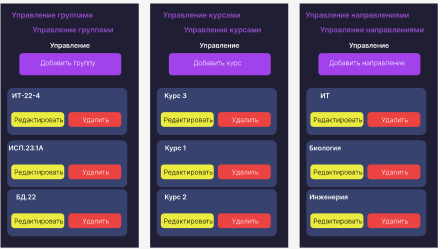 Управление группами
Управление группами
Управление
Добавить группу
ИТ-22-4
Редактировать Удалить
ИСП.23.1А
Редактировать Удалить
БД.22
Редактировать Удалить
Управление курсами
Управление курсами
Управление
Добавить курс
Курс 3
Редактировать Удалить
Курс 1
Редактировать Удалить
Курс 2
Редактировать Удалить
Управление направлениями
Управление направлениями
Управление
Добавить направление
ИТ
Редактировать Удалить
Биология
Редактировать Удалить
Инженерия
Редактировать Удалить